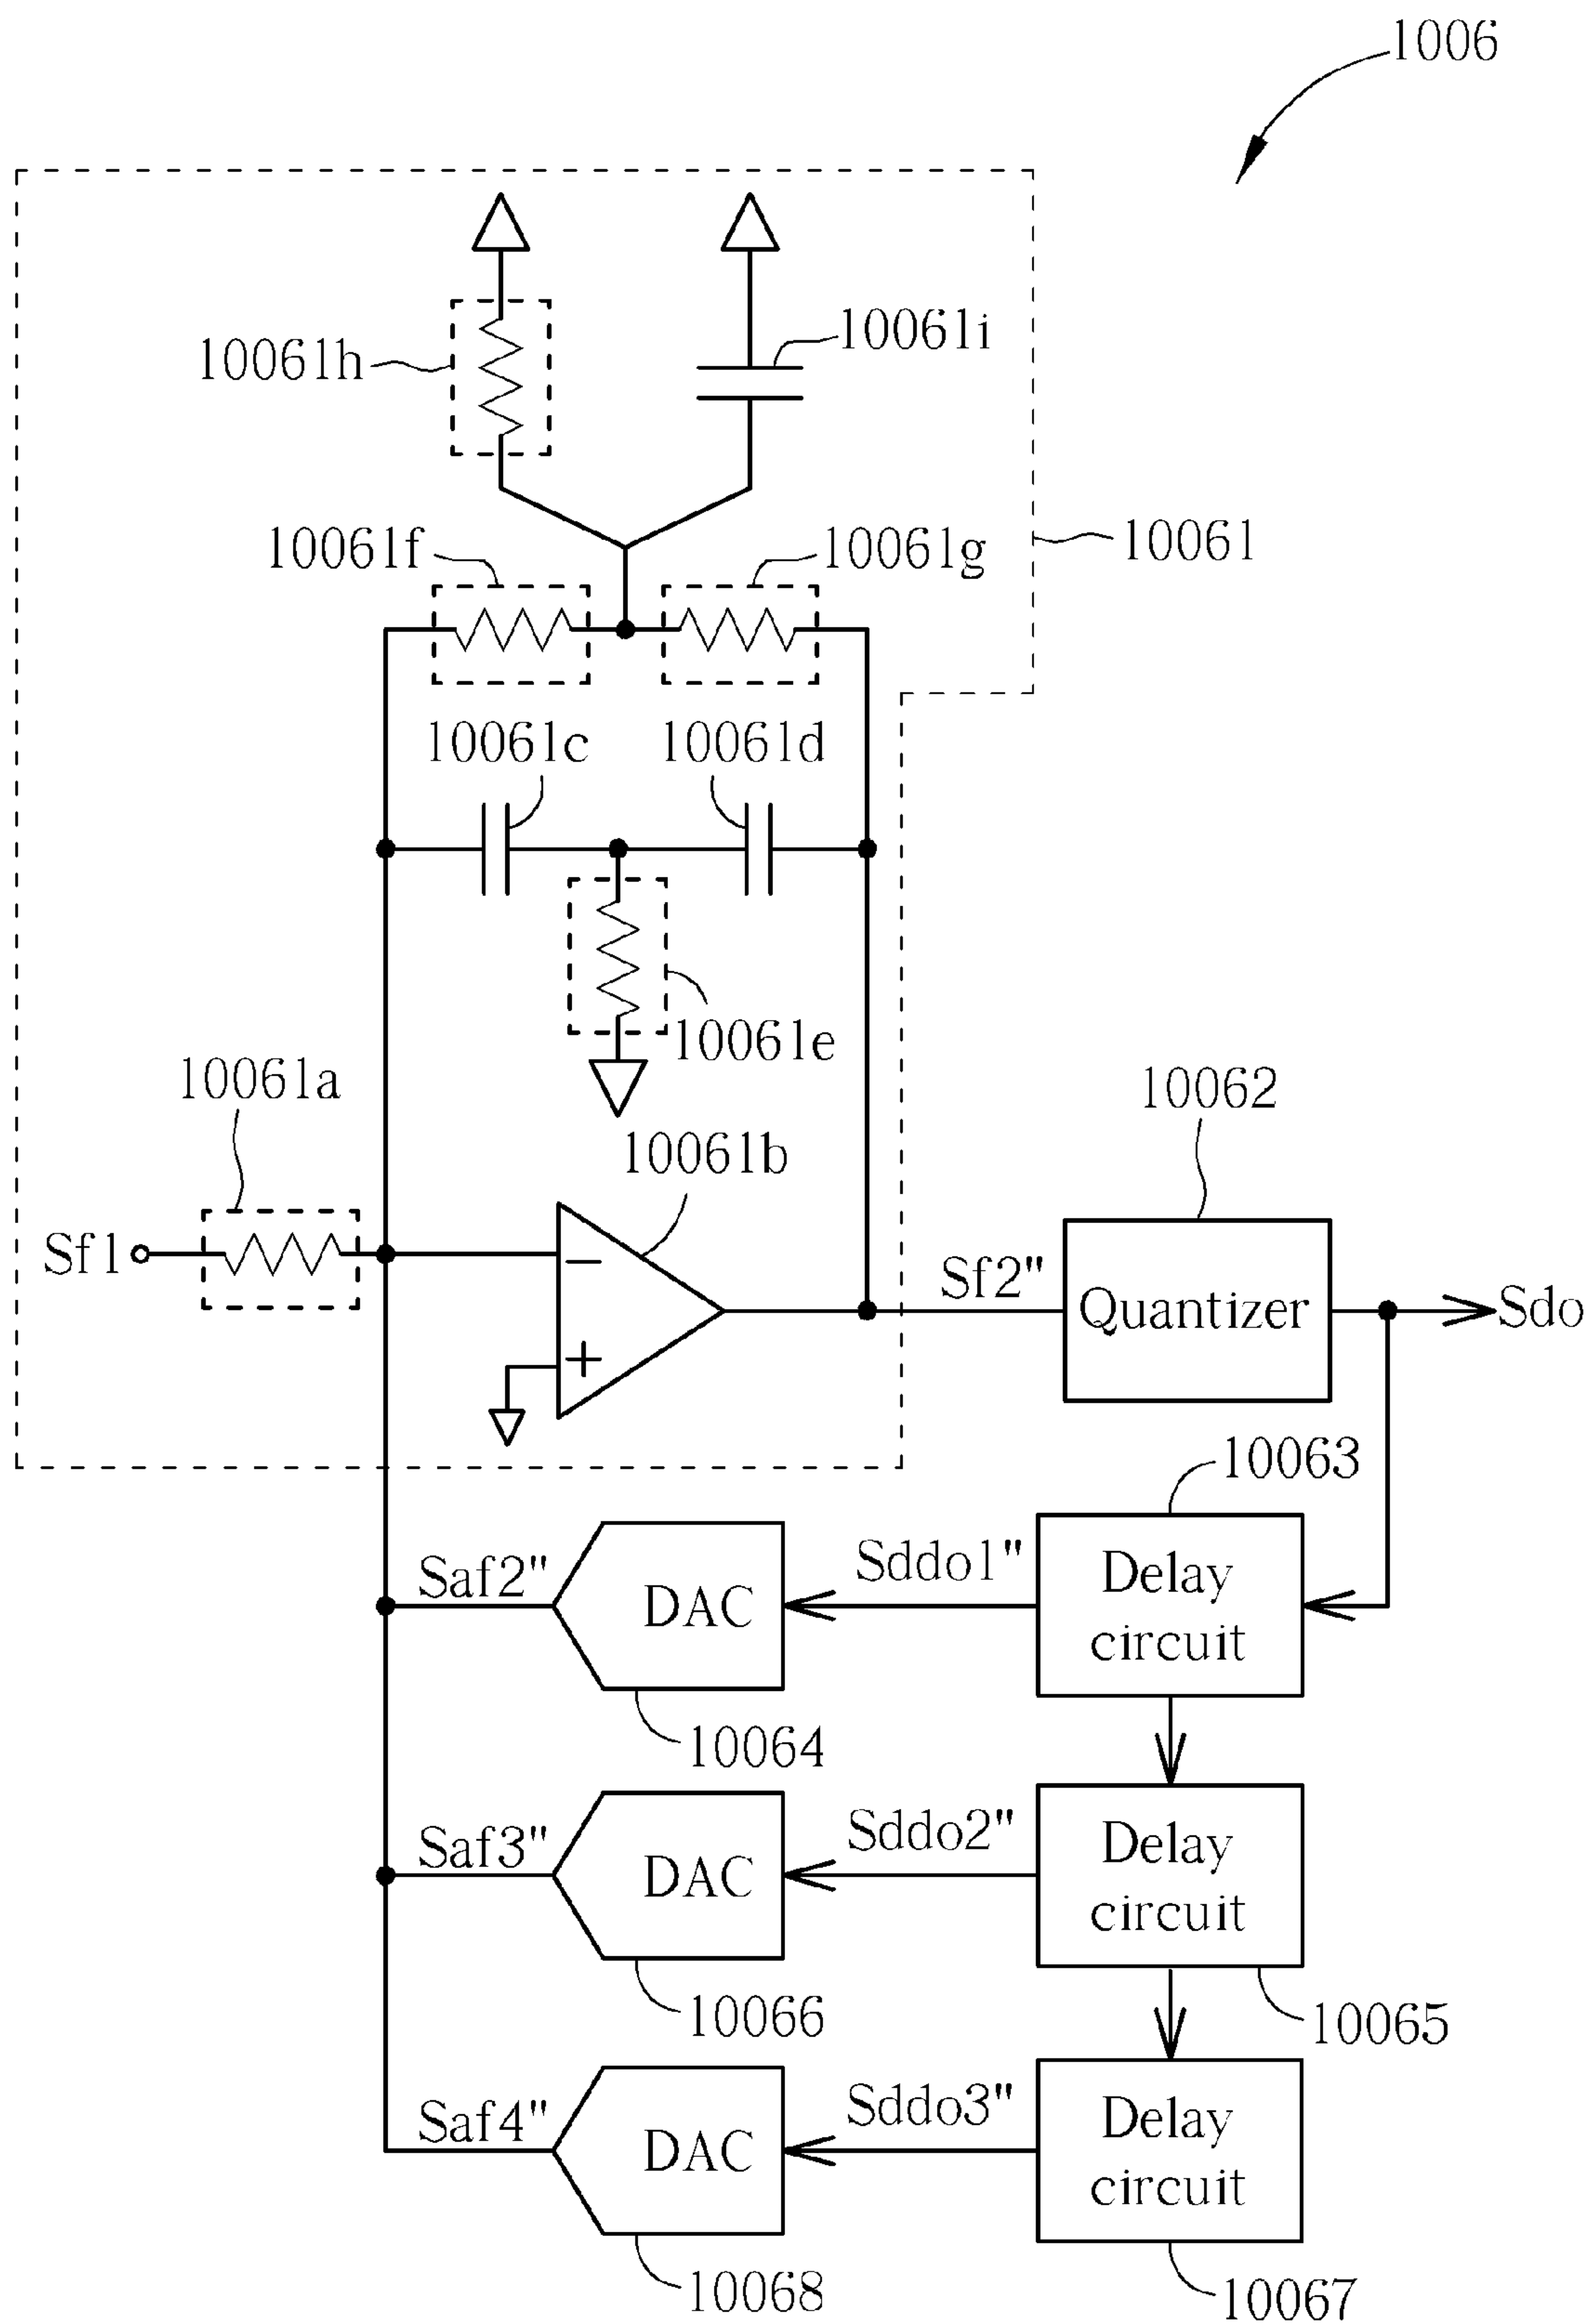 1006
10061h
10061i
10061f
10061g
10061
10061c
10061d
10061e
10061a
10061b
10062
Sf1
−
+
Sf2"
Quantizer
Sdo
10063
Saf2"
DAC
Sddo1"
Delay
circuit
10064
Saf3"
DAC
Sddo2"
Delay
circuit
10066
10065
Saf4"
DAC
Sddo3"
Delay
circuit
10068
10067